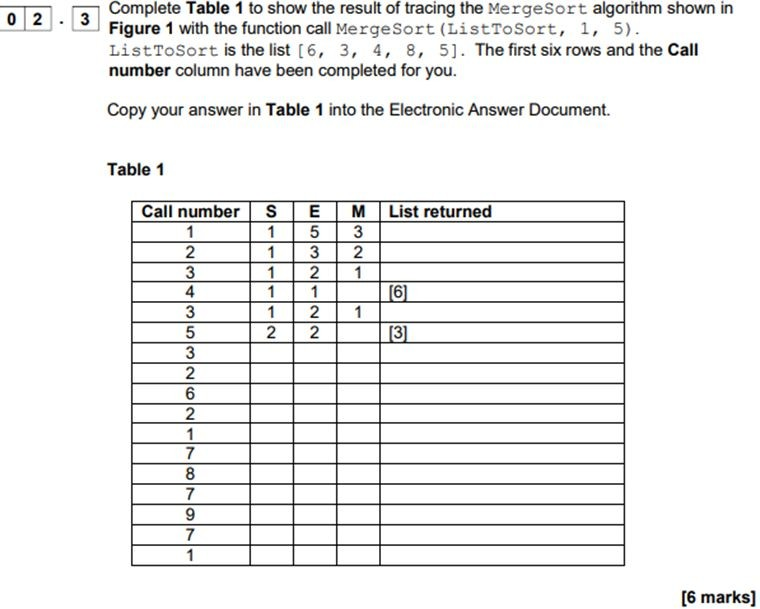 0 2 . 3 Complete Table 1 to show the result of tracing the MergeSort algorithm shown in
Figure 1 with the function call MergeSort(ListToSort, 1, 5).
ListToSort is the list [6, 3, 4, 8, 5]. The first six rows and the Call
number column have been completed for you.
Copy your answer in Table 1 into the Electronic Answer Document.
Table 1
Call number S E M List returned
1 1 5 3
2 1 3 2
3 1 2 1
4 1 1 [6]
3 1 2 1
5 2 2 [3]
3
2
6
2
1
7
8
7
9
7
1
[6 marks]